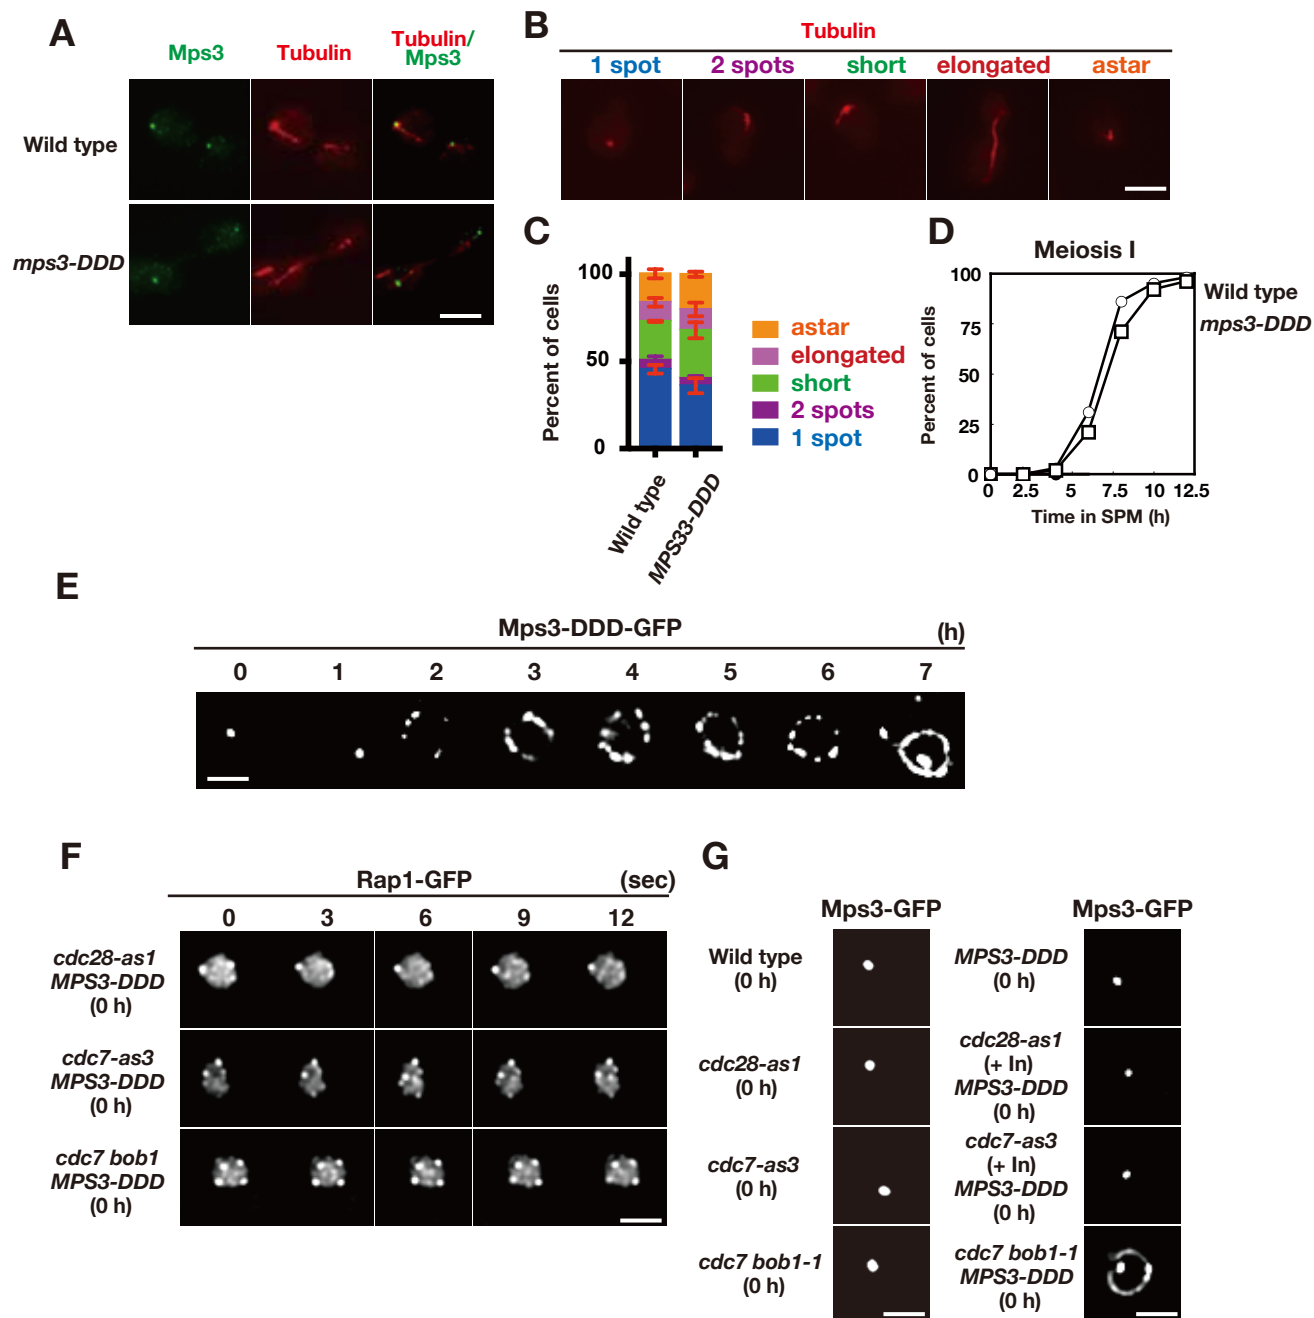 A
Mps3
Tubulin
Tubulin/
Mps3
Wild type
mps3-DDD
B
Tubulin
1 spot
2 spots
short
elongated
astar
C
Percent of cells
100
50
0
Wild type
MPS33-DDD
astar
elongated
short
2 spots
1 spot
D
Meiosis I
Percent of cells
100
75
50
25
0
0 2.5 5 7.5 10 12.5
Time in SPM (h)
Wild type
mps3-DDD
E
Mps3-DDD-GFP
(h)
0 1 2 3 4 5 6 7
F
Rap1-GFP
(sec)
0 3 6 9 12
cdc28-as1
MPS3-DDD
(0 h)
cdc7-as3
MPS3-DDD
(0 h)
cdc7 bob1
MPS3-DDD
(0 h)
G
Mps3-GFP
Wild type
(0 h)
cdc28-as1
(0 h)
cdc7-as3
(0 h)
cdc7 bob1-1
(0 h)
Mps3-GFP
MPS3-DDD
(0 h)
cdc28-as1
(+ In)
MPS3-DDD
(0 h)
cdc7-as3
(+ In)
MPS3-DDD
(0 h)
cdc7 bob1-1
MPS3-DDD
(0 h)